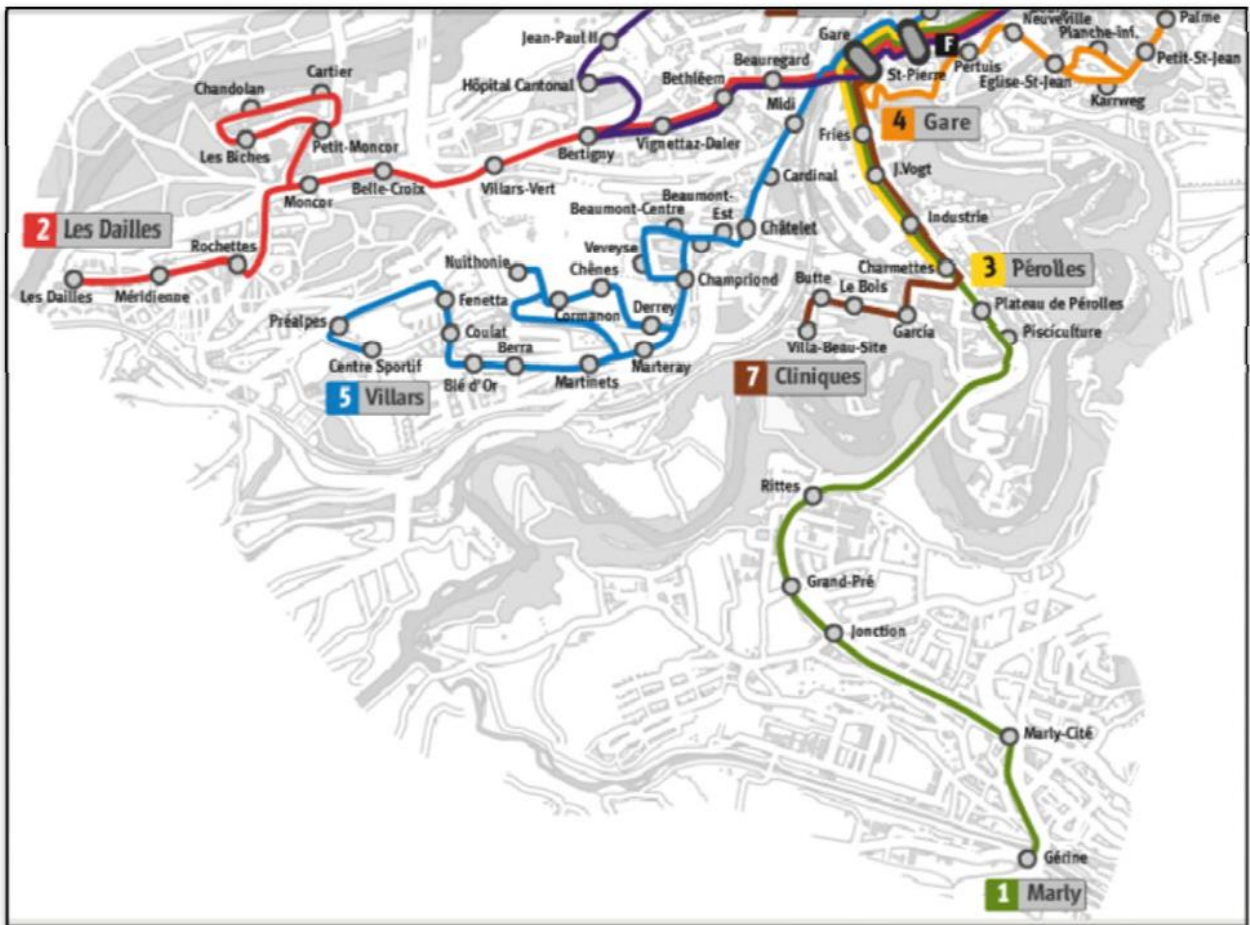 Jean-Paul II
Gare
F
Neuveville
Planche-inf.
Palme
Cartier
Chandolan
Hôpital Cantonal
Bethléem
Beauregard
St-Pierre
Pertuis
Eglise-St-Jean
Petit-St-Jean
Karrweg
Midi
4 Gare
Les Biches
Petit-Moncor
Bertigny
Vignettaz-Daler
Fries
Moncor
Belle-Croix
Villars-Vert
Cardinal
J.Vogt
Beaumont-
Est
Beaumont-Centre
Châtelet
Industrie
2 Les Dailles
Rochettes
Veveyse
Nuithonie
Chênes
Champriond
Charmettes
3 Pérolles
Les Dailles
Méridienne
Butte
Le Bois
Plateau de Pérolles
Fenetta
Cormanon
Derrey
Préalpes
Coulat
García
Pisciculture
Berra
Villa-Beau-Site
Centre Sportif
Blé d'Or
Martinets
Marteray
7 Cliniques
5 Villars
Rittes
Grand-Pré
Jonction
Marly-Cité
Gérine
1 Marly